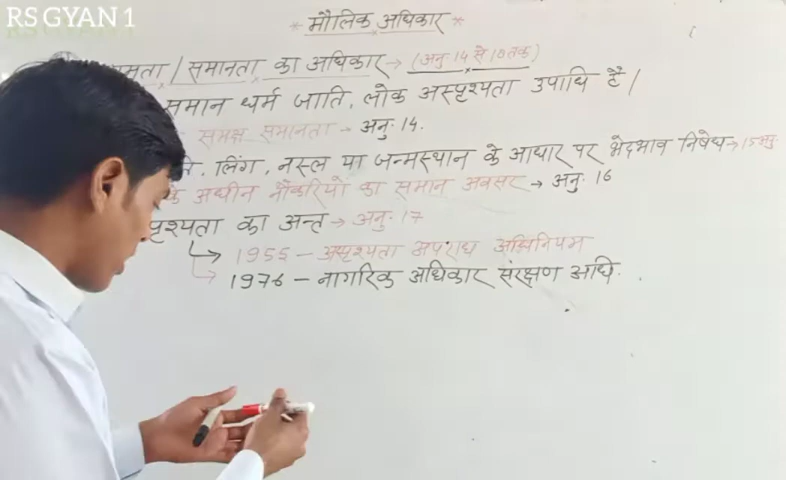 RS GYAN 1
* मौलिक अधिकार *
समता / समानता का अधिकार → (अनु 14 से 18 तक)
समान धर्म जाति, लोक अस्पृश्यता उपाधि है /
समक्ष समानता → अनु. 14.
लिंग, नस्ल या जन्मस्थान के आधार पर भेदभाव निषेध → 15 अनु.
के अधीन नौकरियो का समान अवसर → अनु. 16
पृश्यता का अन्त → अनु. 17
↳ 1955 – अस्पृश्यता अपराध अधिनियम
↳ 1976 – नागरिक अधिकार संरक्षण अधि.